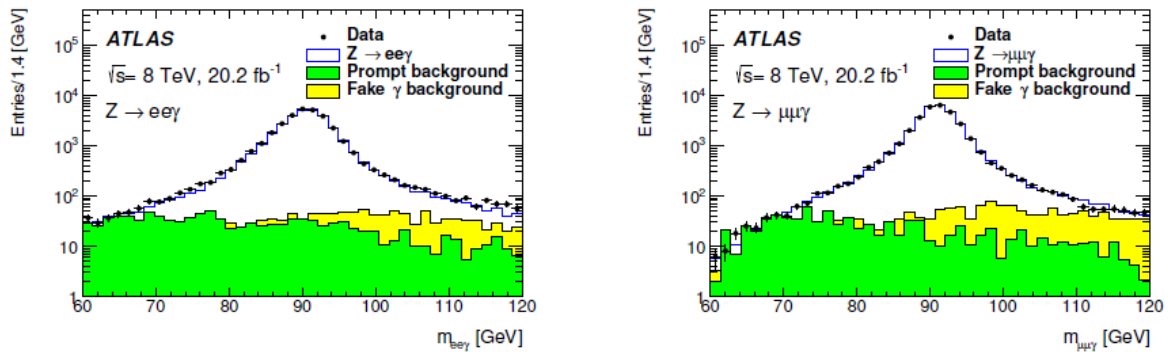 ATLAS
√s= 8 TeV, 20.2 fb⁻¹
Z → eeγ
Data
Z → eeγ
Prompt background
Fake γ background
Entries/1.4 [GeV]
10⁵
10⁴
10³
10²
10
1
60 70 80 90 100 110 120
m_eeγ [GeV]
ATLAS
√s= 8 TeV, 20.2 fb⁻¹
Z → μμγ
Data
Z →μμγ
Prompt background
Fake γ background
Entries/1.4 [GeV]
10⁵
10⁴
10³
10²
10
1
60 70 80 90 100 110 120
m_μμγ [GeV]